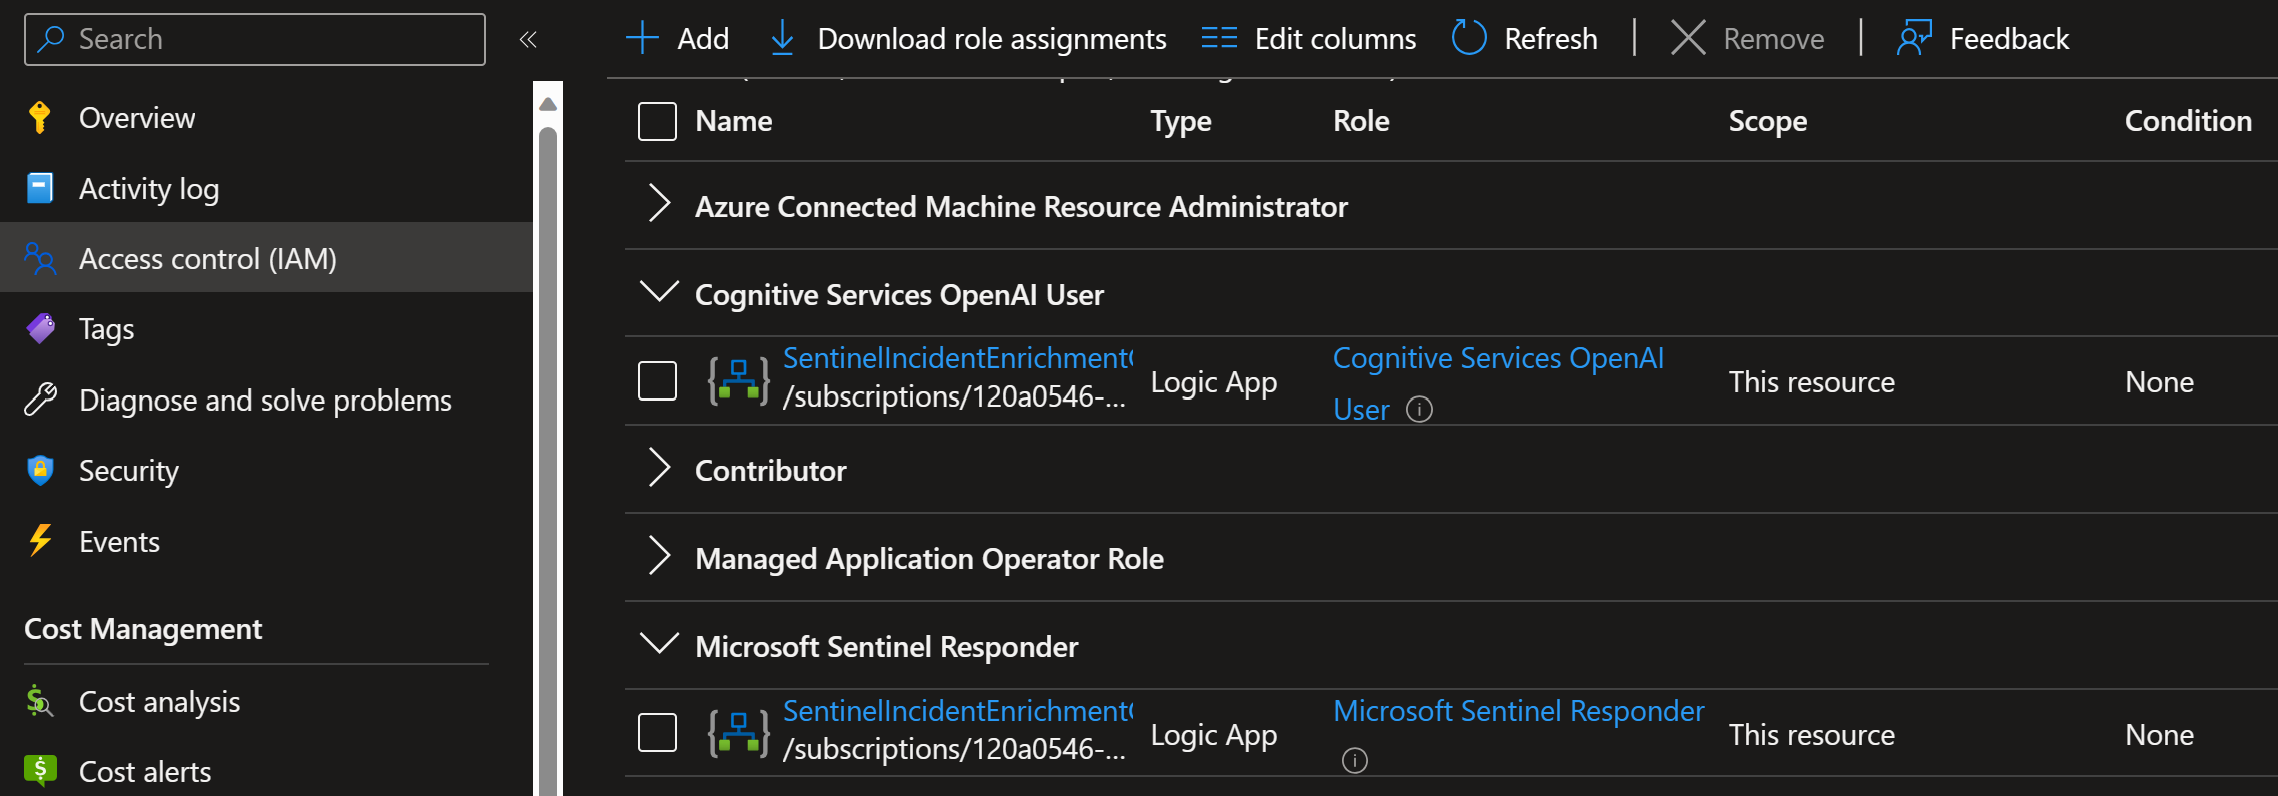 Search
Overview
Activity log
Access control (IAM)
Tags
Diagnose and solve problems
Security
Events
Cost Management
Cost analysis
Cost alerts
Add
Download role assignments
Edit columns
Refresh
Remove
Feedback
Name Type Role Scope Condition
Azure Connected Machine Resource Administrator
Cognitive Services OpenAI User
SentinelIncidentEnrichment
/subscriptions/120a0546-...
Logic App
Cognitive Services OpenAI
User
This resource
None
Contributor
Managed Application Operator Role
Microsoft Sentinel Responder
SentinelIncidentEnrichment
/subscriptions/120a0546-...
Logic App
Microsoft Sentinel Responder
This resource
None